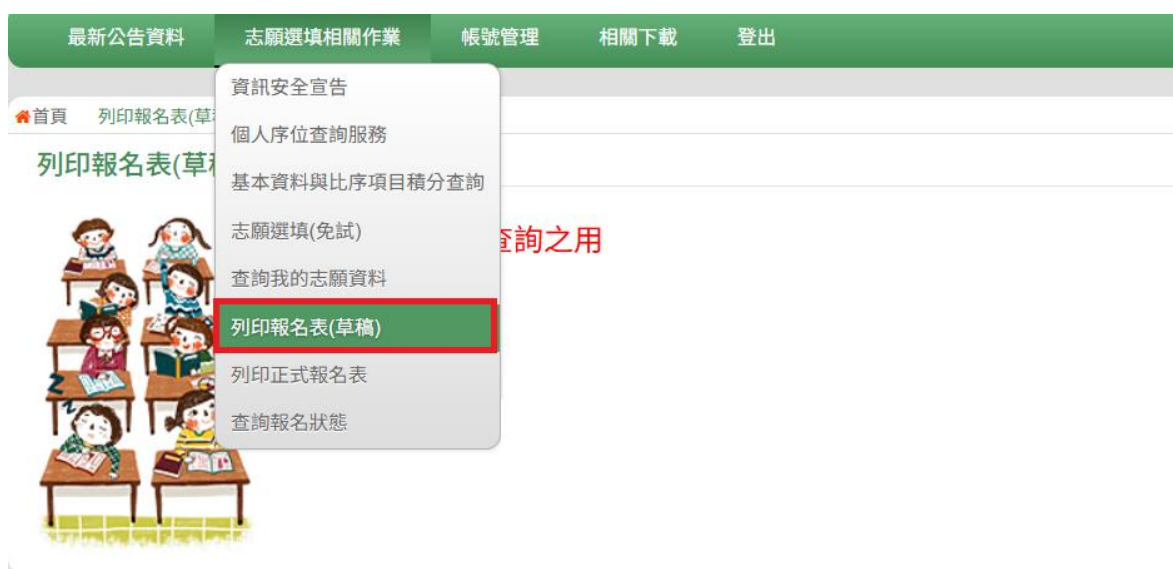 最新公告資料 志願選填相關作業 帳號管理 相關下載 登出
資訊安全宣告
首頁 列印報名表(草
個人序位查詢服務
列印報名表(草
基本資料與比序項目積分查詢
志願選填(免試)
查詢之用
查詢我的志願資料
列印報名表(草稿)
列印正式報名表
查詢報名狀態